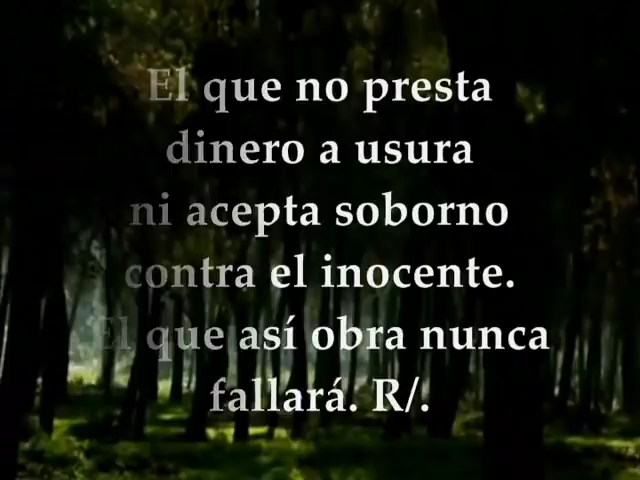 El que no presta
dinero a usura
ni acepta soborno
contra el inocente.
El que así obra nunca
fallará. R/.